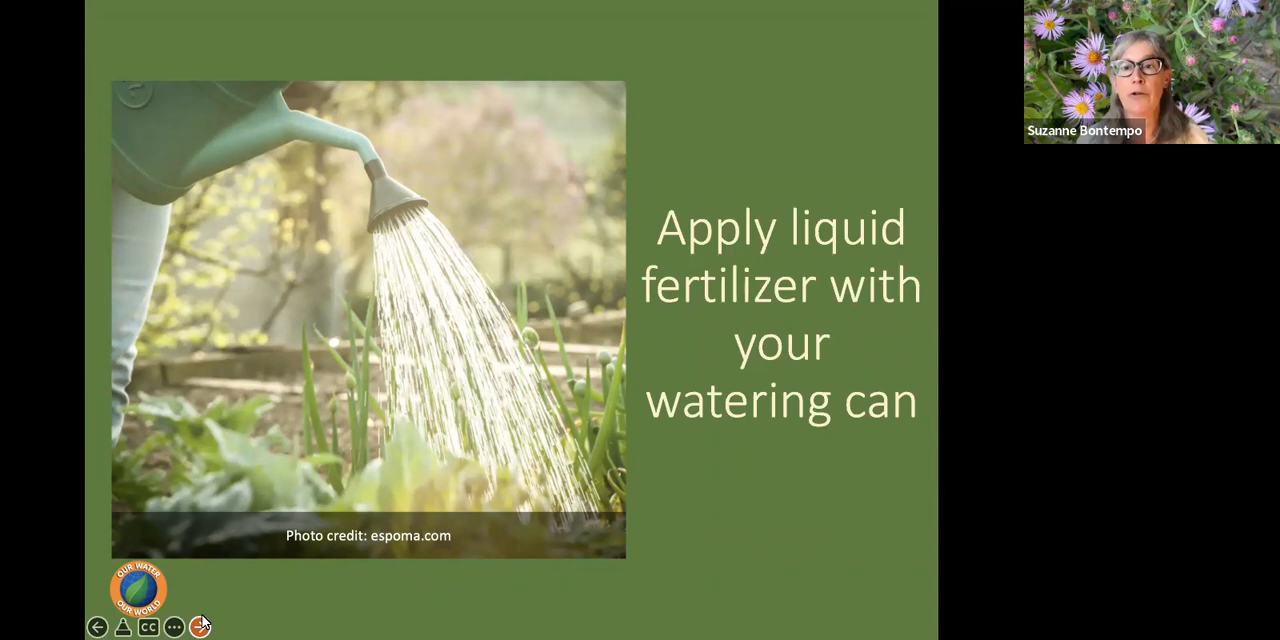 Suzanne Bontempo
Apply liquid
fertilizer with
your
watering can
Photo credit: espoma.com
OUR WATER
OUR WORLD
CC